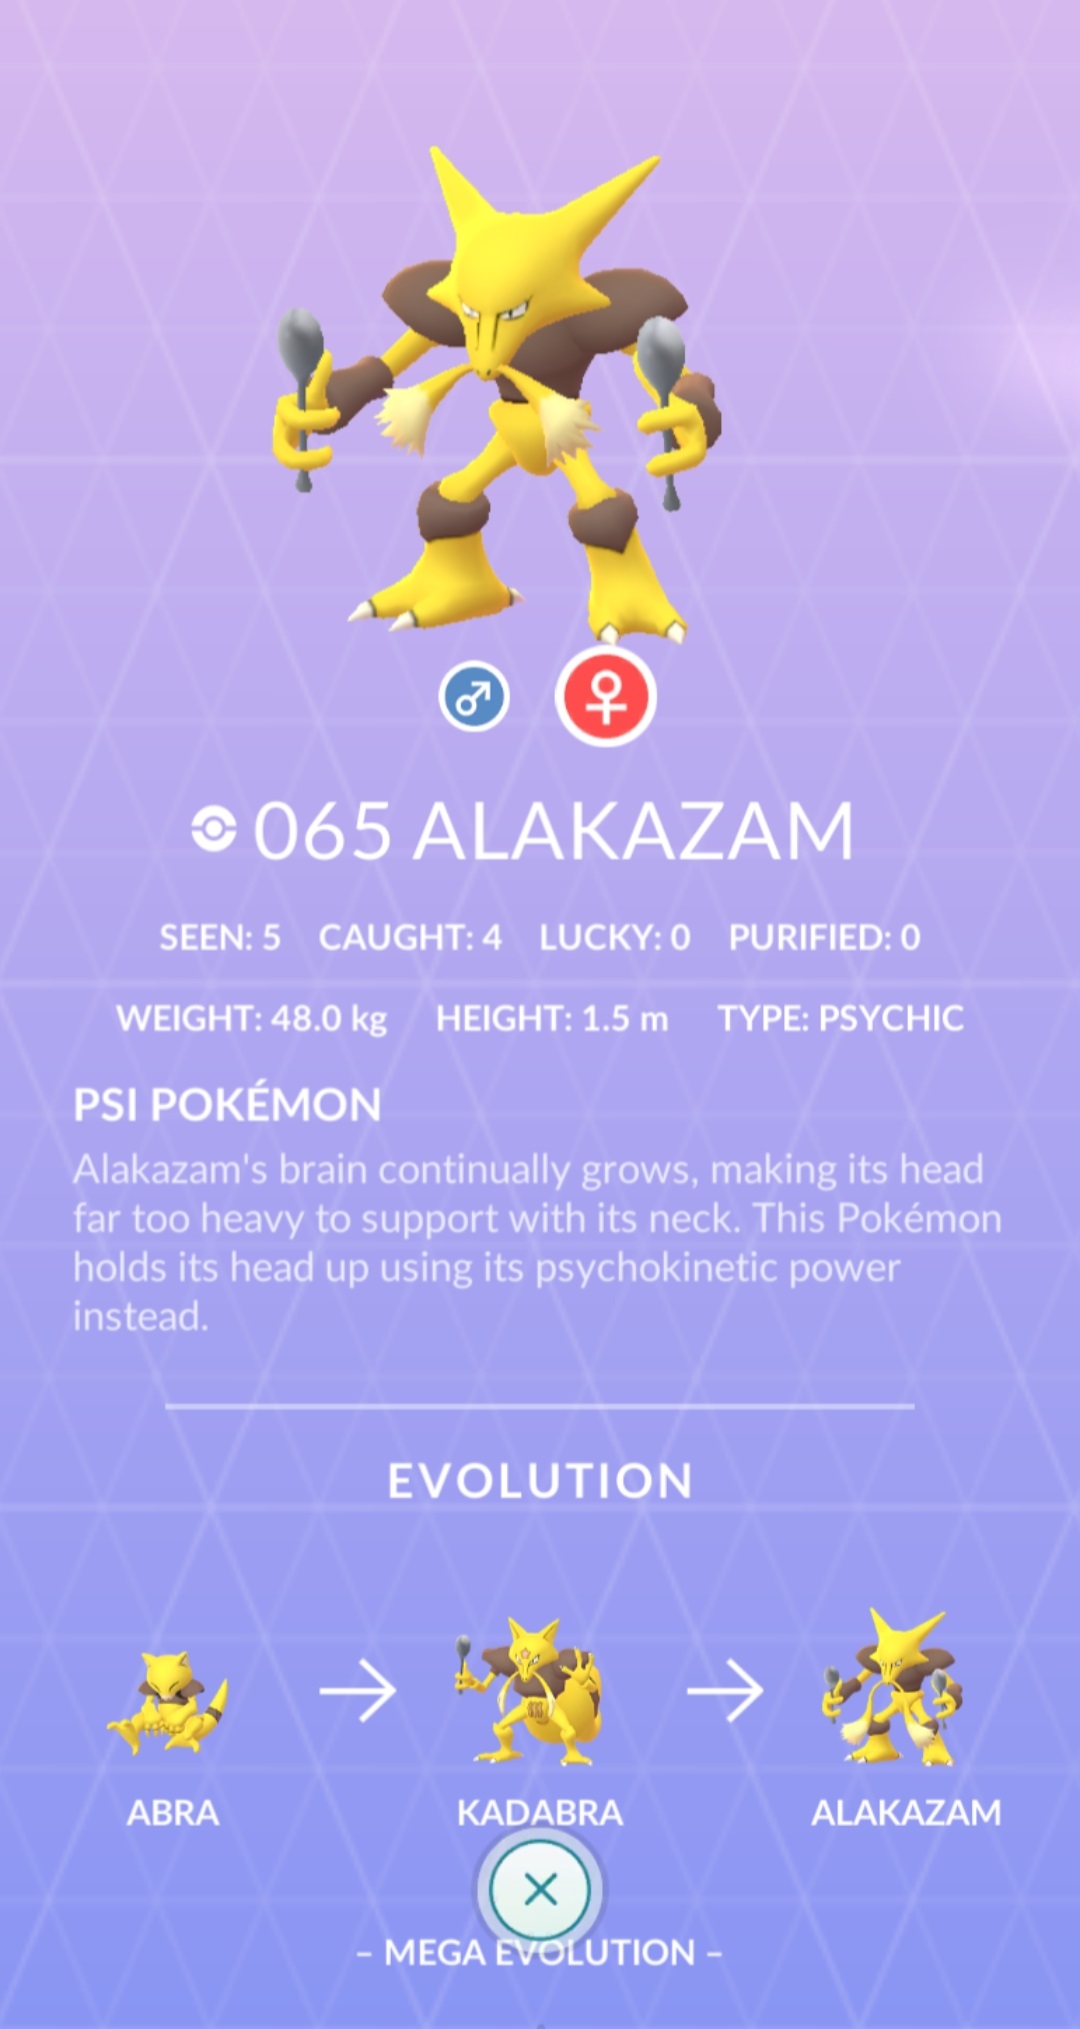 065 ALAKAZAM
SEEN: 5 CAUGHT: 4 LUCKY: 0 PURIFIED: 0
WEIGHT: 48.0 kg HEIGHT: 1.5 m TYPE: PSYCHIC
PSI POKÉMON
Alakazam's brain continually grows, making its head
far too heavy to support with its neck. This Pokémon
holds its head up using its psychokinetic power
instead.
EVOLUTION
ABRA KADABRA ALAKAZAM
– MEGA EVOLUTION –